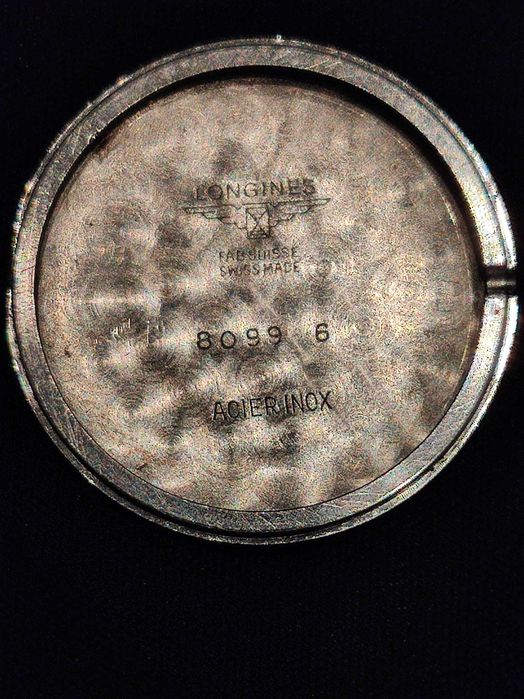 LONGINES
FAB. SUISSE
SWISS MADE
8099 6
ACIER INOX